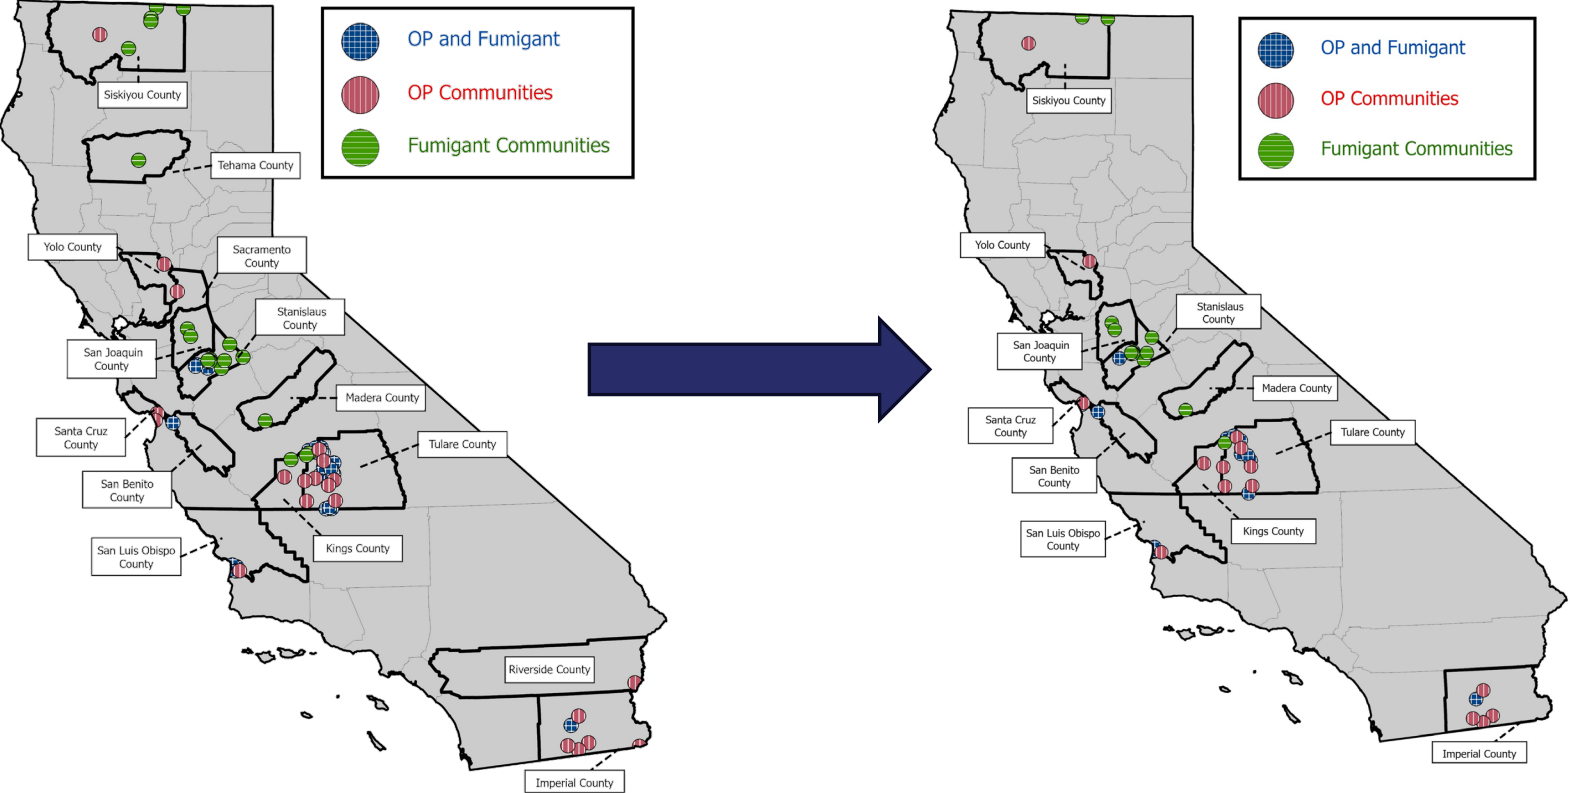 OP and Fumigant
OP Communities
Fumigant Communities
Siskiyou County
Tehama County
Yolo County
Sacramento
County
Stanislaus
County
San Joaquin
County
Madera County
Santa Cruz
County
Tulare County
San Benito
County
Kings County
San Luis Obispo
County
Riverside County
Imperial County
OP and Fumigant
OP Communities
Fumigant Communities
Siskiyou County
Yolo County
Stanislaus
County
San Joaquin
County
Madera County
Santa Cruz
County
Tulare County
San Benito
County
Kings County
San Luis Obispo
County
Imperial County